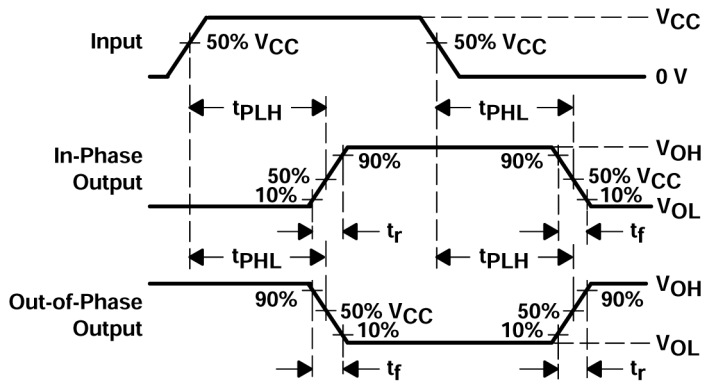 VCC
Input
50% VCC
50% VCC
0 V
tPLH
tPHL
In-Phase
Output
90%
90%
VOH
50%
50% VCC
10%
10%
VOL
tr
tf
tPHL
tPLH
Out-of-Phase
Output
90%
90%
VOH
50% VCC
50%
10%
10%
VOL
tf
tr